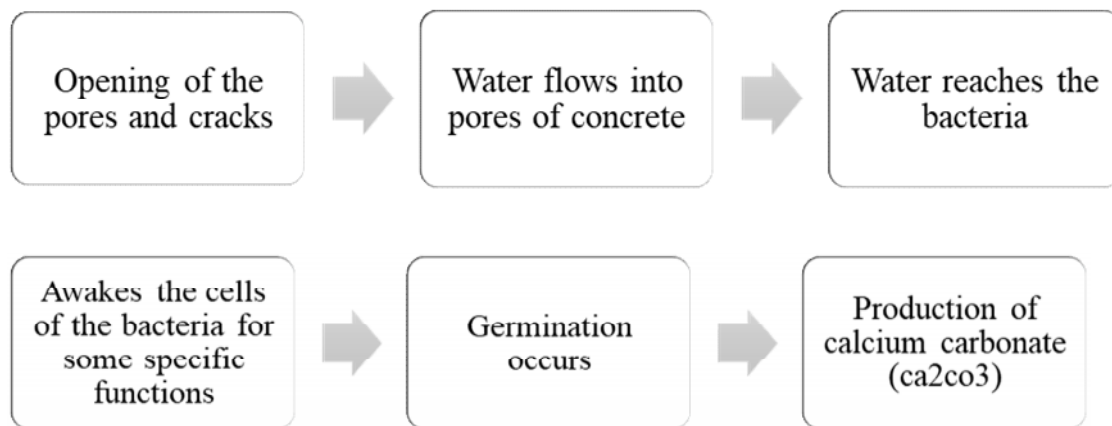 Opening of the
pores and cracks
Water flows into
pores of concrete
Water reaches the
bacteria
Awakes the cells
of the bacteria for
some specific
functions
Germination
occurs
Production of
calcium carbonate
(ca2co3)